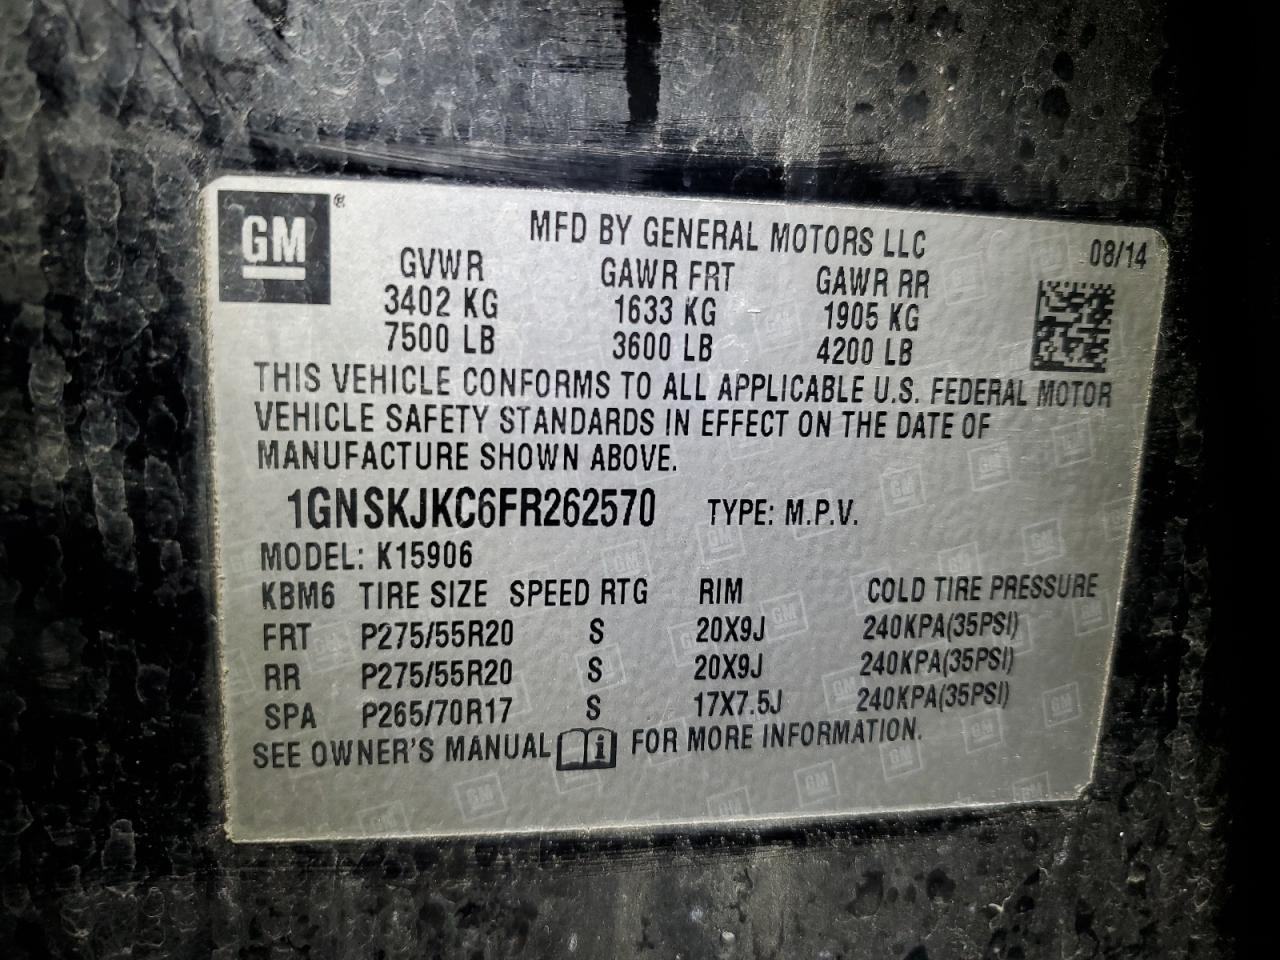 GM®
MFD BY GENERAL MOTORS LLC 08/14
GVWR GAWR FRT GAWR RR
3402 KG 1633 KG 1905 KG
7500 LB 3600 LB 4200 LB
THIS VEHICLE CONFORMS TO ALL APPLICABLE U.S. FEDERAL MOTOR
VEHICLE SAFETY STANDARDS IN EFFECT ON THE DATE OF
MANUFACTURE SHOWN ABOVE.
1GNSKJKC6FR262570 TYPE: M.P.V.
MODEL: K15906
KBM6 TIRE SIZE SPEED RTG RIM COLD TIRE PRESSURE
FRT P275/55R20 S 20X9J 240KPA(35PSI)
RR P275/55R20 S 20X9J 240KPA(35PSI)
SPA P265/70R17 S 17X7.5J 240KPA(35PSI)
SEE OWNER'S MANUAL i FOR MORE INFORMATION.